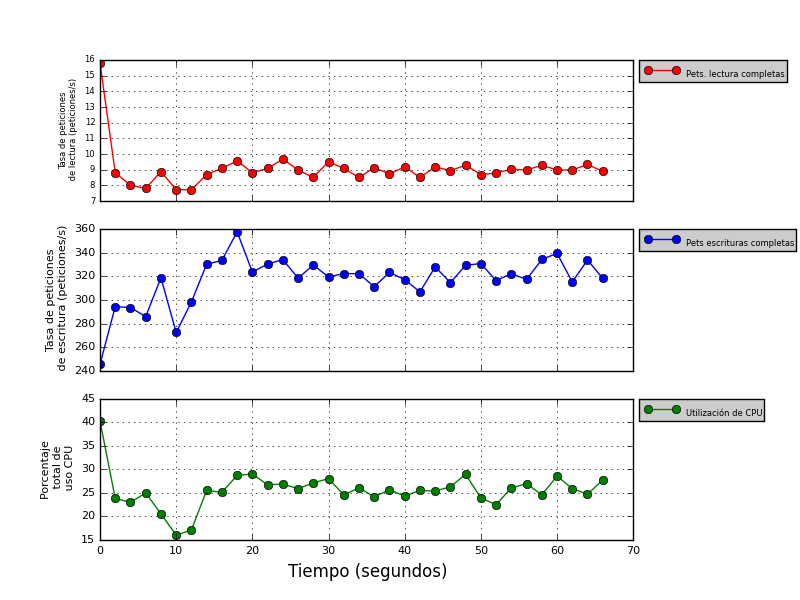 16
15
14
13
12
11
10
9
8
7
Tasa de peticiones
de lectura (peticiones/s)
Pets. lectura completas
360
340
320
300
280
260
240
Tasa de peticiones
de escritura (peticiones/s)
Pets escrituras completas
45
40
35
30
25
20
15
Porcentaje
total de
uso CPU
Utilización de CPU
0 10 20 30 40 50 60 70
Tiempo (segundos)